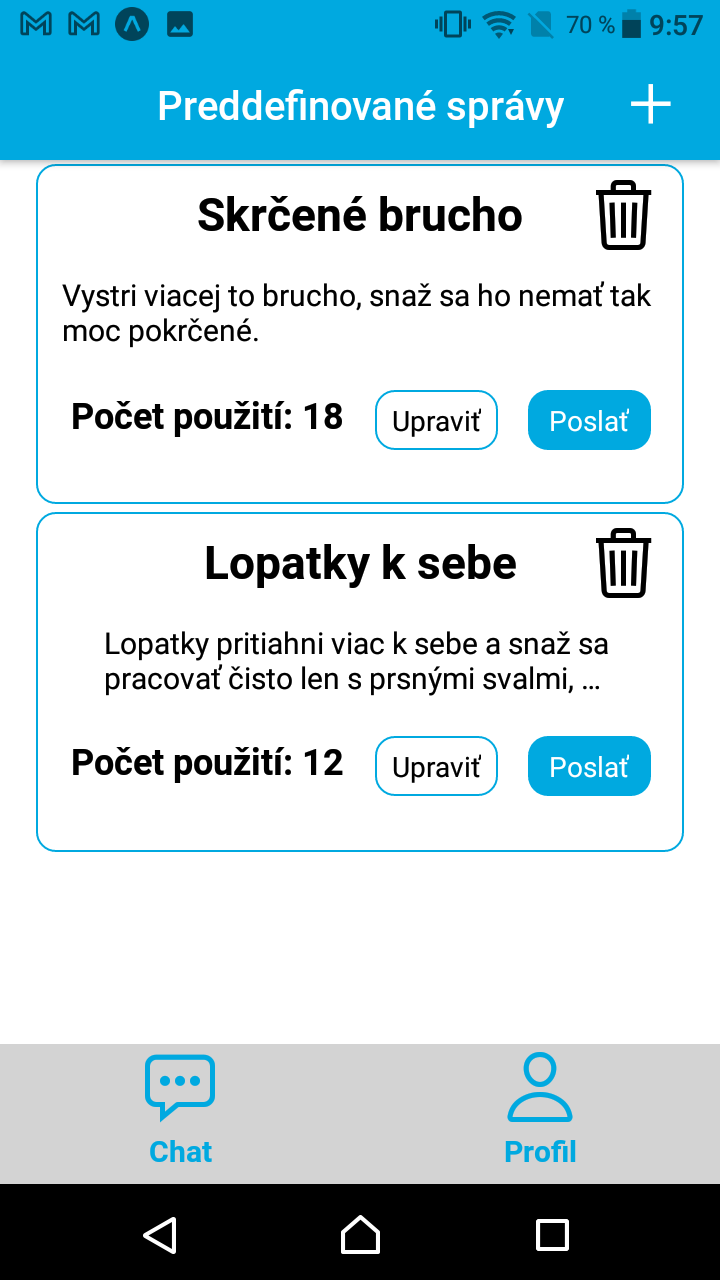 70 % 9:57
Preddefinované správy
Skrčené brucho
Vystri viacej to brucho, snaž sa ho nemať tak
moc pokrčené.
Počet použití: 18 Upraviť Poslať
Lopatky k sebe
Lopatky pritiahni viac k sebe a snaž sa
pracovať čisto len s prsnými svalmi, ...
Počet použití: 12 Upraviť Poslať
Chat Profil